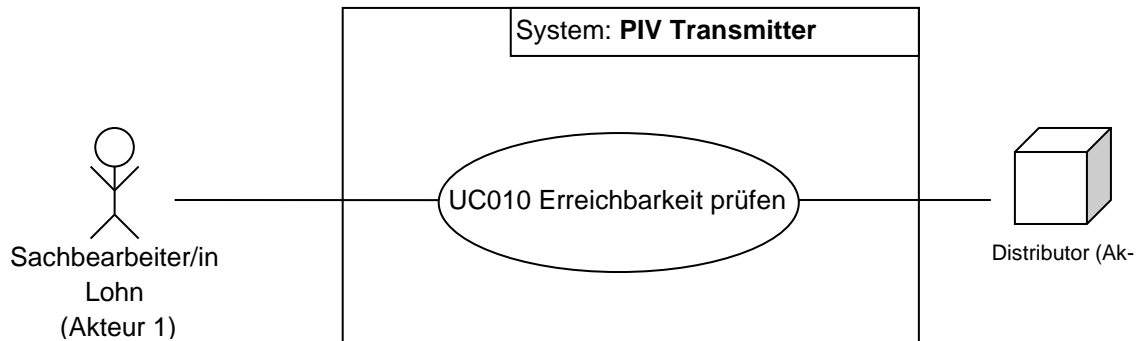 System: PIV Transmitter
UC010 Erreichbarkeit prüfen
Sachbearbeiter/in
Lohn
(Akteur 1)
Distributor (Ak-